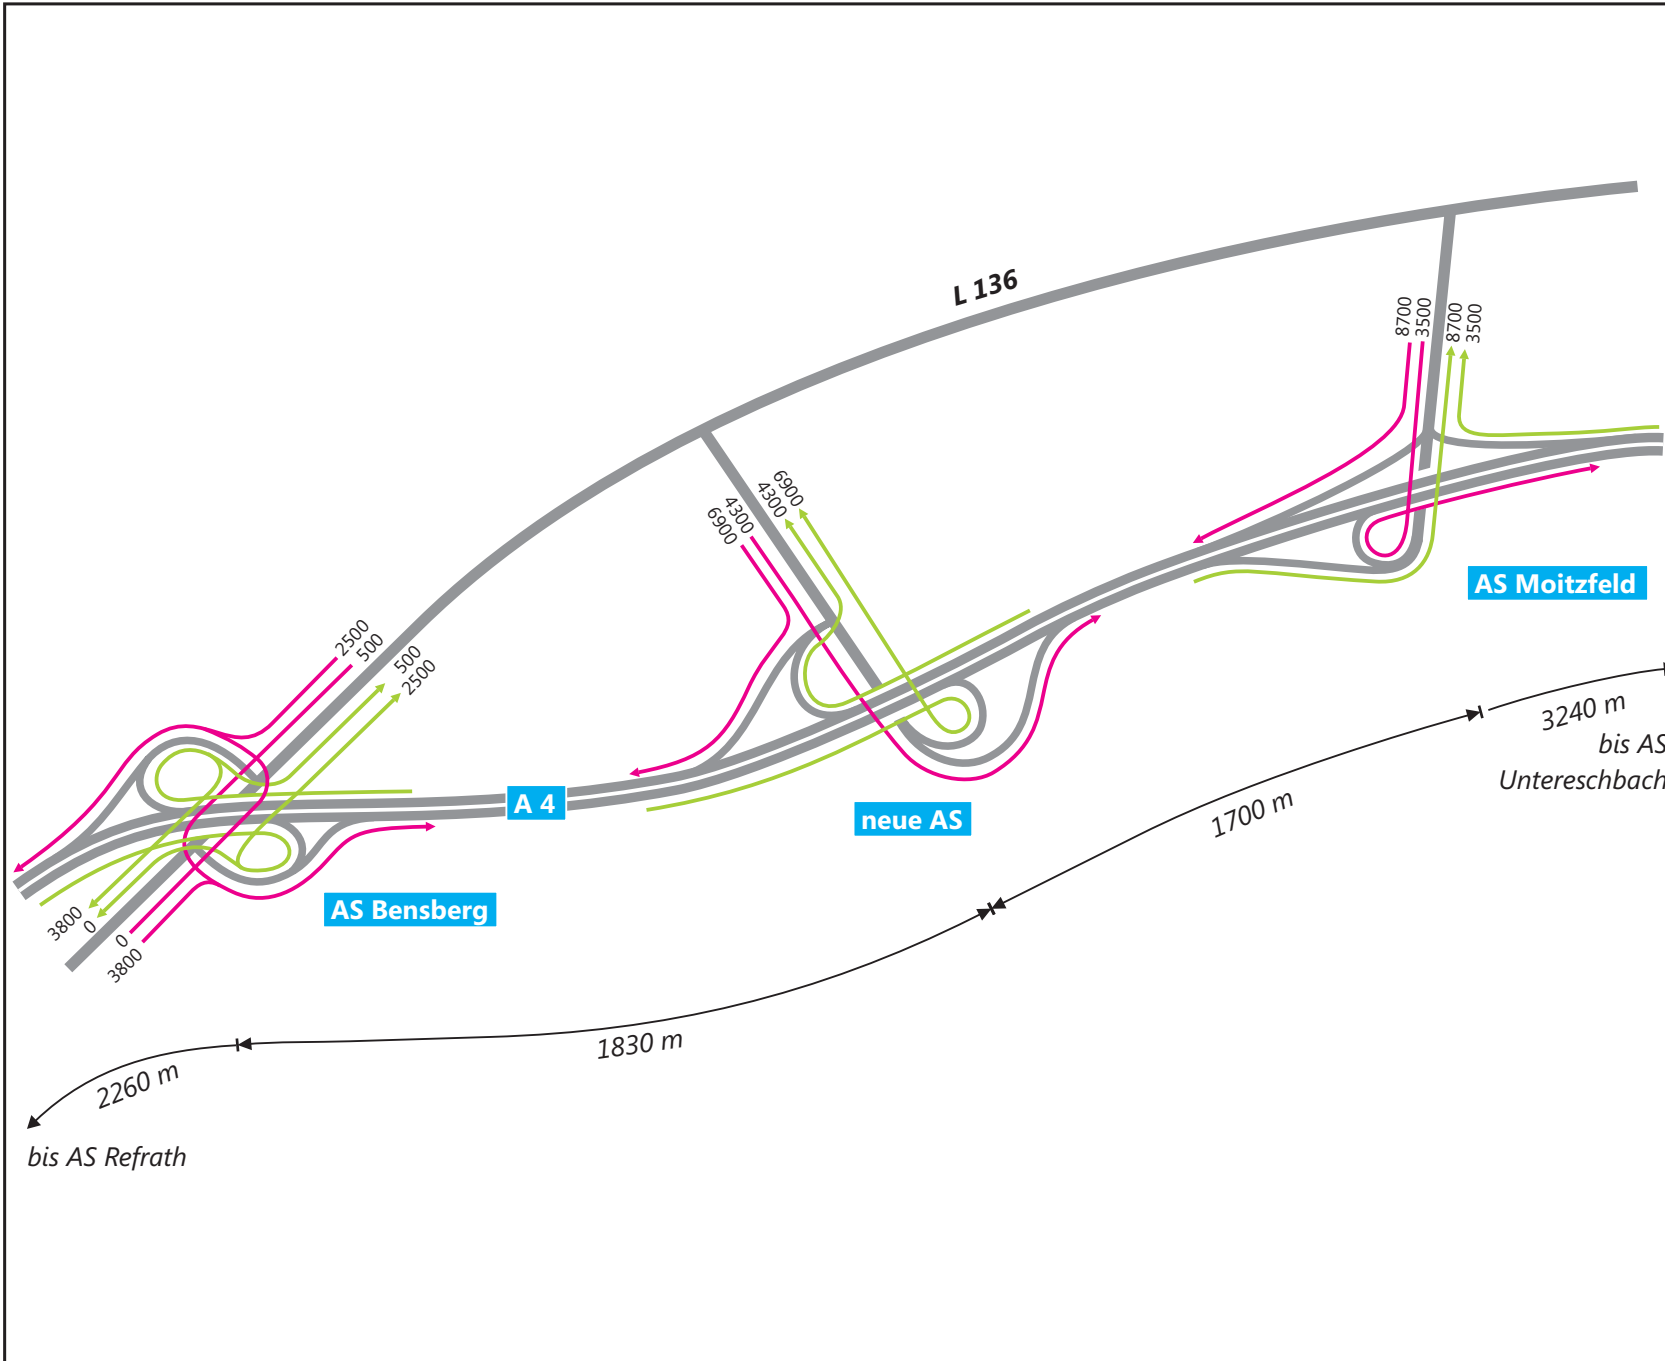 L 136
8700
3500
8700
3500
6900
4300
4300
6900
AS Moitzfeld
2500
500
500
2500
3240 m
bis AS
Untereschbach
A 4
neue AS
1700 m
AS Bensberg
3800
0
0
3800
1830 m
2260 m
bis AS Refrath